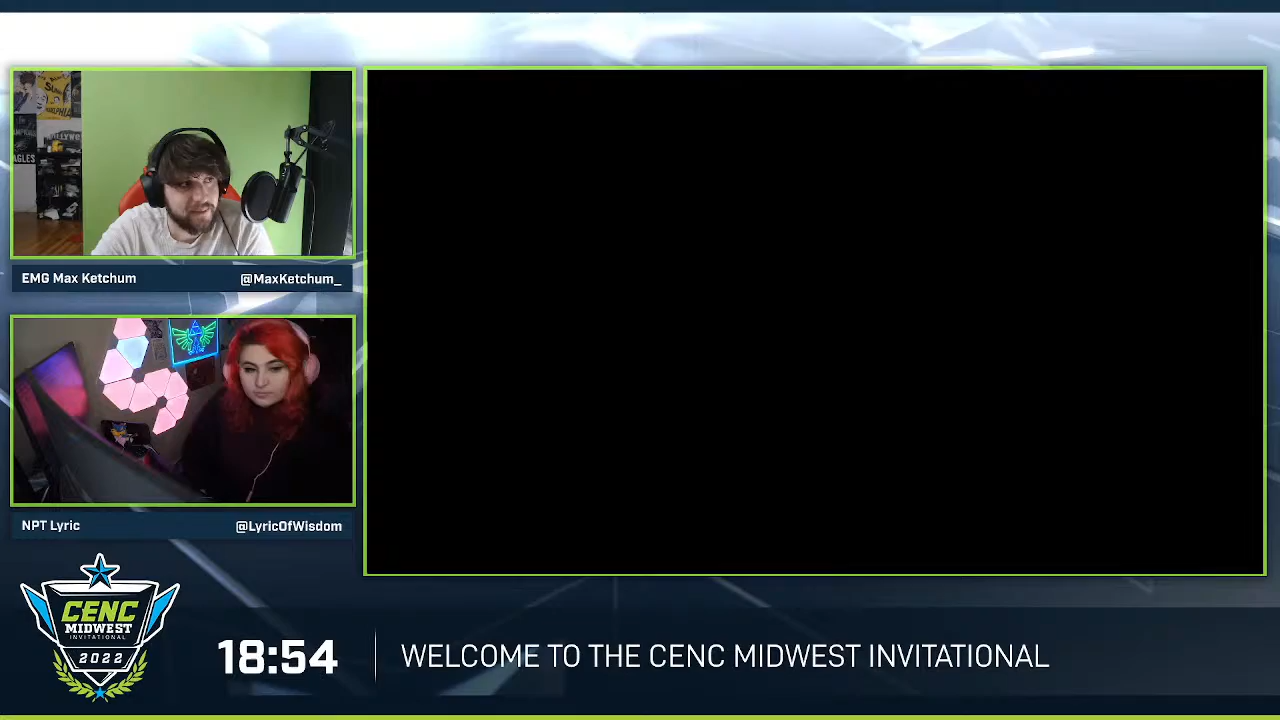 EMG Max Ketchum
@MaxKetchum_
NPT Lyric
@LyricOfWisdom
CENC
MIDWEST
INVITATIONAL
2022
18:54
WELCOME TO THE CENC MIDWEST INVITATIONAL